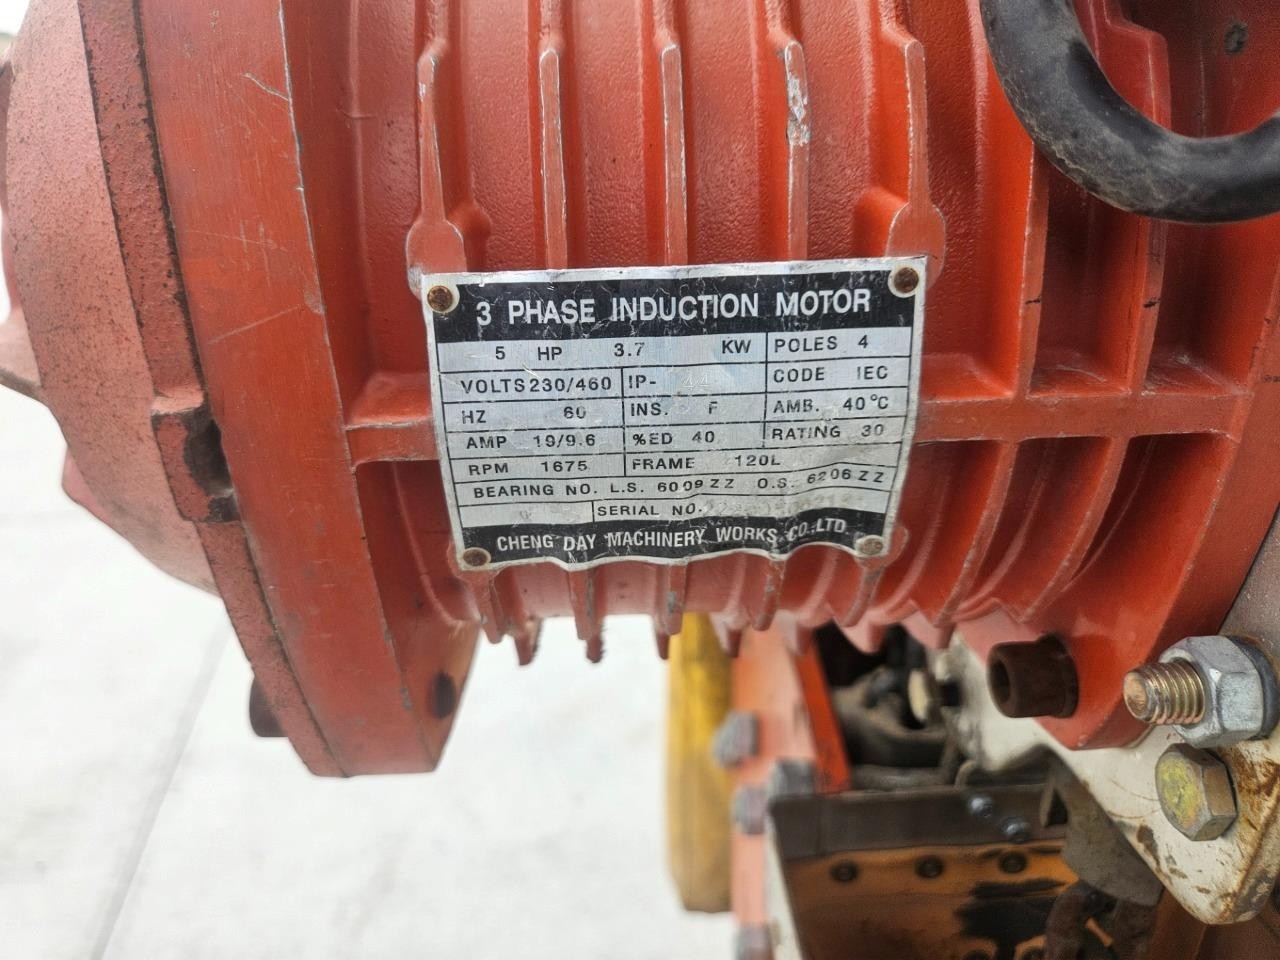 3 PHASE INDUCTION MOTOR
5 HP 3.7 KW POLES 4
VOLTS 230/460 IP- 44 CODE IEC
HZ 60 INS. F AMB. 40°C
AMP 19/9.6 %ED 40 RATING 30
RPM 1675 FRAME 120L
BEARING NO. L.S. 6009ZZ O.S. 6206ZZ
SERIAL NO.
CHENG DAY MACHINERY WORKS CO.,LTD